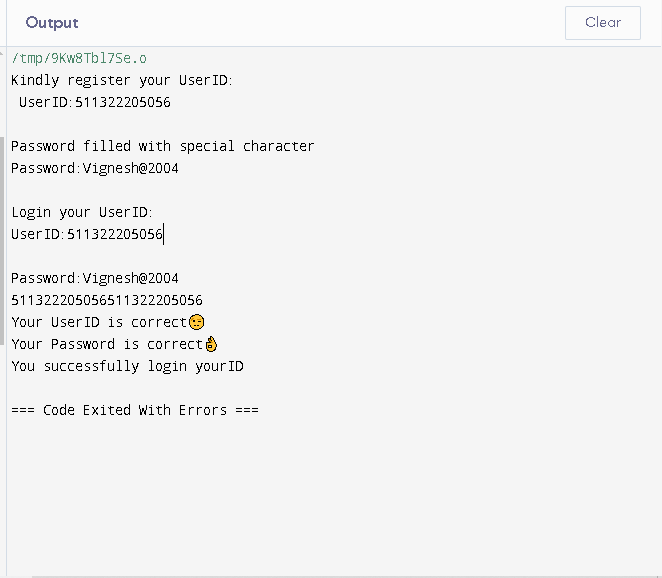 Output
Clear
/tmp/9Kw8Tbl7Se.o
Kindly register your UserID:
UserID:511322205056
Password filled with special character
Password:Vignesh@2004
Login your UserID:
UserID:511322205056
Password:Vignesh@2004
511322205056511322205056
Your UserID is correct😉
Your Password is correct👌
You successfully login yourID
=== Code Exited With Errors ===